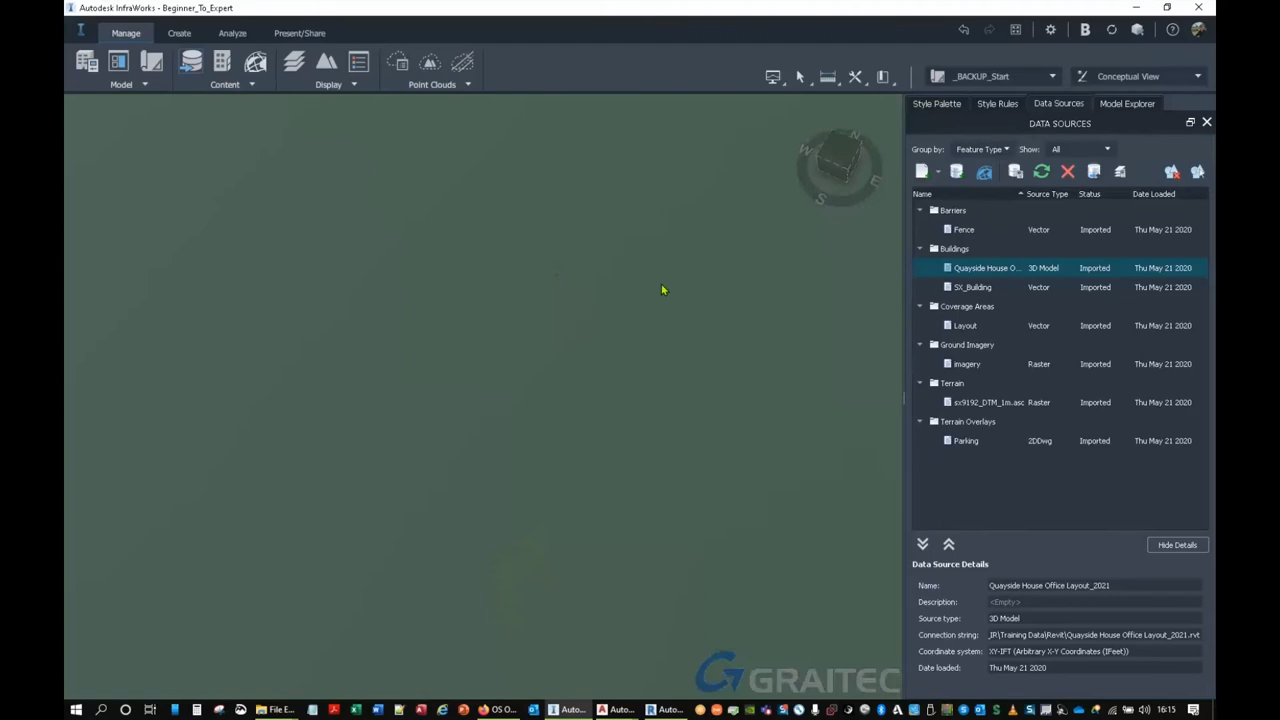 Autodesk InfraWorks - Beginner_To_Expert
Manage Create Analyze Present/Share
Model Content Display Point Clouds
_BACKUP_Start Conceptual View
Style Palette Style Rules Data Sources Model Explorer
DATA SOURCES
Group by: Feature Type Show: All
Name Source Type Status Date Loaded
Barriers
Fence Vector Imported Thu May 21 2020
Buildings
Quayside House O... 3D Model Imported Thu May 21 2020
SX_Building Vector Imported Thu May 21 2020
Coverage Areas
Layout Vector Imported Thu May 21 2020
Ground Imagery
imagery Raster Imported Thu May 21 2020
Terrain
sx9192_DTM_1m.asc Raster Imported Thu May 21 2020
Terrain Overlays
Parking 2DDwg Imported Thu May 21 2020
Hide Details
Data Source Details
Name: Quayside House Office Layout_2021
Description: <Empty>
Source type: 3D Model
Connection string: _IR\Training Data\Revit\Quayside House Office Layout_2021.rvt
Coordinate system: XY-IFT (Arbitrary X-Y Coordinates (IFeet))
Date loaded: Thu May 21 2020
N
W
E
S
GRAITEC
File E... OS O... Auto... Auto... Auto... 16:15